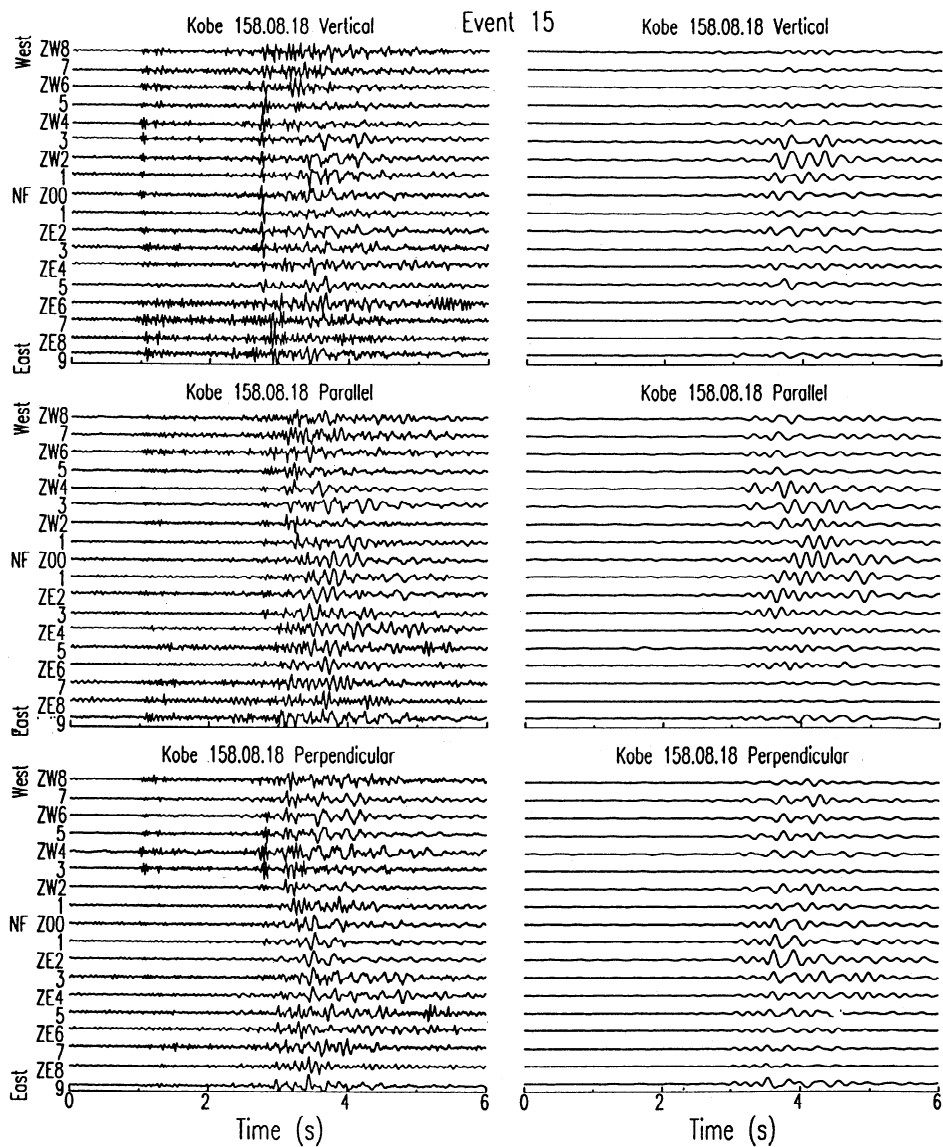 Event 15
Kobe 158.08.18 Vertical
West
ZW8
7
ZW6
5
ZW4
3
ZW2
1
NF Z00
1
ZE2
3
ZE4
5
ZE6
7
ZE8
East
9
Kobe 158.08.18 Vertical
Kobe 158.08.18 Parallel
West
ZW8
7
ZW6
5
ZW4
3
ZW2
1
NF Z00
1
ZE2
3
ZE4
5
ZE6
7
ZE8
East
9
Kobe 158.08.18 Parallel
Kobe 158.08.18 Perpendicular
West
ZW8
7
ZW6
5
ZW4
3
ZW2
1
NF Z00
1
ZE2
3
ZE4
5
ZE6
7
ZE8
East
9
0 2 4 6
Time (s)
Kobe 158.08.18 Perpendicular
0 2 4 6
Time (s)